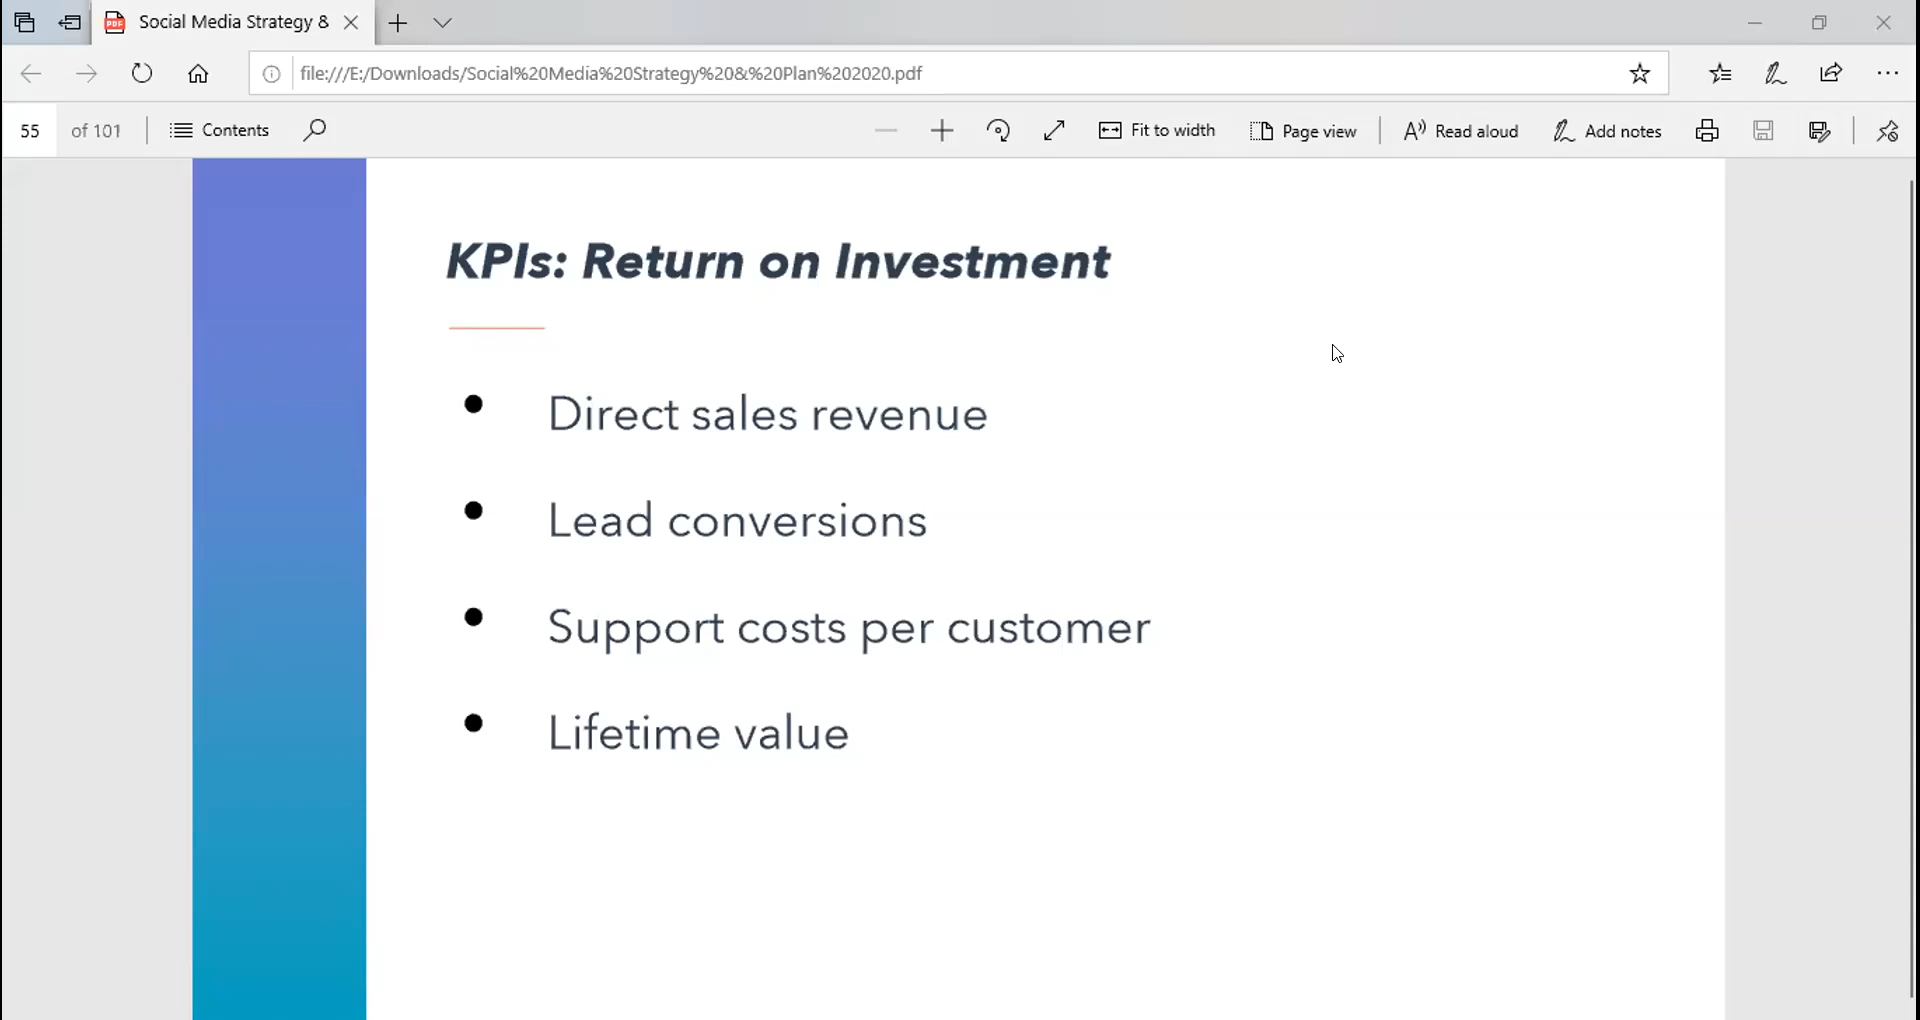 Social Media Strategy &
file:///E:/Downloads/Social%20Media%20Strategy%20&%20Plan%202020.pdf
55 of 101 Contents Fit to width Page view Read aloud Add notes
KPIs: Return on Investment
• Direct sales revenue
• Lead conversions
• Support costs per customer
• Lifetime value